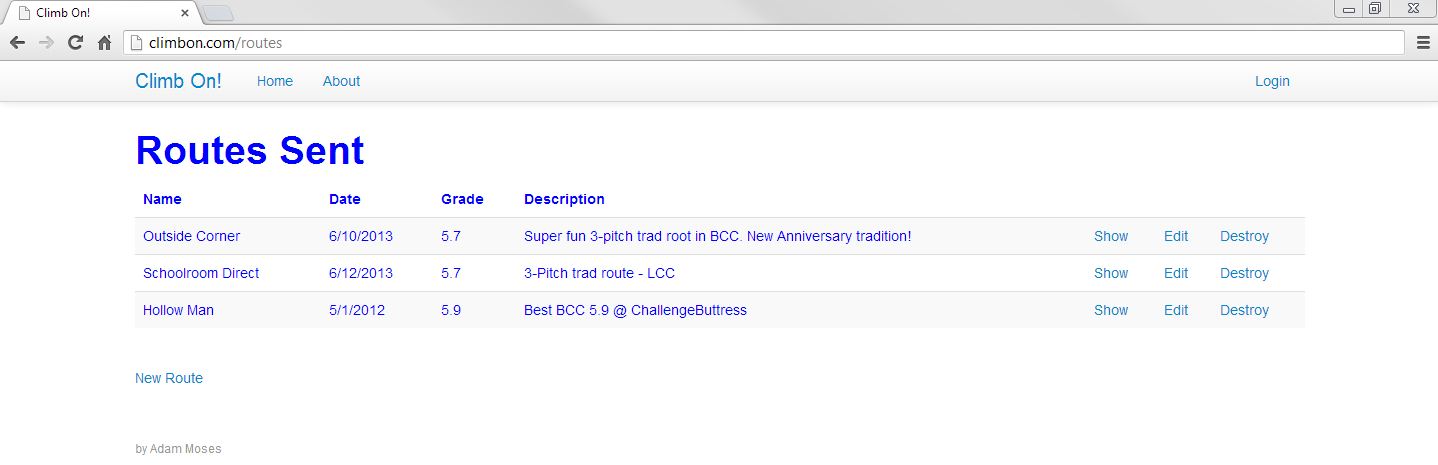 Climb On!
climbon.com/routes
Climb On! Home About Login
Routes Sent
Name Date Grade Description
Outside Corner 6/10/2013 5.7 Super fun 3-pitch trad root in BCC. New Anniversary tradition! Show Edit Destroy
Schoolroom Direct 6/12/2013 5.7 3-Pitch trad route - LCC Show Edit Destroy
Hollow Man 5/1/2012 5.9 Best BCC 5.9 @ ChallengeButtress Show Edit Destroy
New Route
by Adam Moses